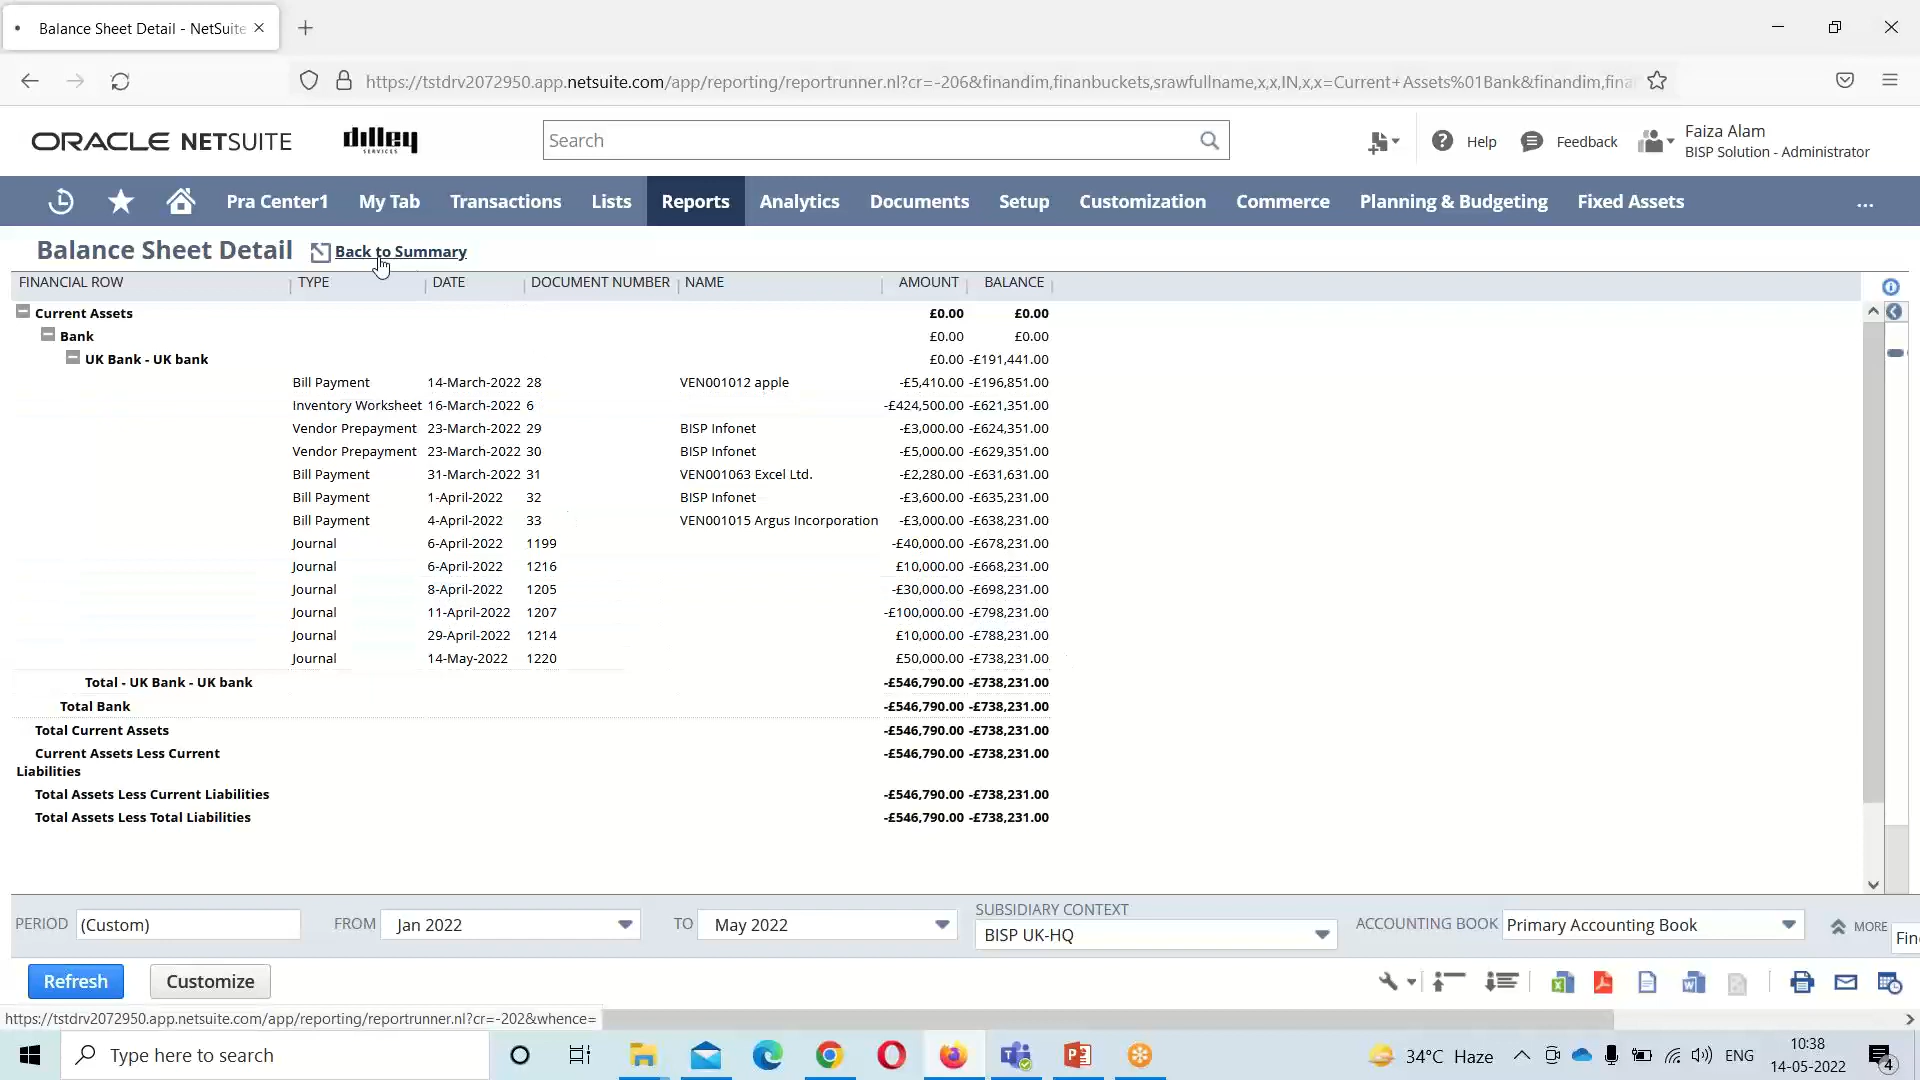 Balance Sheet Detail - NetSuite
https://tstdrv2072950.app.netsuite.com/app/reporting/reportrunner.nl?cr=-206&finandim,finanbuckets,srawfullname,x,x,IN,x,x=Current+Assets%01Bank&finandim,fina
ORACLE NETSUITE
dilley SERVICES
Search
Help
Feedback
Faiza Alam
BISP Solution - Administrator
Pra Center1 My Tab Transactions Lists Reports Analytics Documents Setup Customization Commerce Planning & Budgeting Fixed Assets ...
Balance Sheet Detail Back to Summary
FINANCIAL ROW TYPE DATE DOCUMENT NUMBER NAME AMOUNT BALANCE
Current Assets £0.00 £0.00
Bank £0.00 £0.00
UK Bank - UK bank £0.00 -£191,441.00
Bill Payment 14-March-2022 28 VEN001012 apple -£5,410.00 -£196,851.00
Inventory Worksheet 16-March-2022 6 -£424,500.00 -£621,351.00
Vendor Prepayment 23-March-2022 29 BISP Infonet -£3,000.00 -£624,351.00
Vendor Prepayment 23-March-2022 30 BISP Infonet -£5,000.00 -£629,351.00
Bill Payment 31-March-2022 31 VEN001063 Excel Ltd. -£2,280.00 -£631,631.00
Bill Payment 1-April-2022 32 BISP Infonet -£3,600.00 -£635,231.00
Bill Payment 4-April-2022 33 VEN001015 Argus Incorporation -£3,000.00 -£638,231.00
Journal 6-April-2022 1199 -£40,000.00 -£678,231.00
Journal 6-April-2022 1216 £10,000.00 -£668,231.00
Journal 8-April-2022 1205 -£30,000.00 -£698,231.00
Journal 11-April-2022 1207 -£100,000.00 -£798,231.00
Journal 29-April-2022 1214 £10,000.00 -£788,231.00
Journal 14-May-2022 1220 £50,000.00 -£738,231.00
Total - UK Bank - UK bank -£546,790.00 -£738,231.00
Total Bank -£546,790.00 -£738,231.00
Total Current Assets -£546,790.00 -£738,231.00
Current Assets Less Current -£546,790.00 -£738,231.00
Liabilities
Total Assets Less Current Liabilities -£546,790.00 -£738,231.00
Total Assets Less Total Liabilities -£546,790.00 -£738,231.00
SUBSIDIARY CONTEXT
PERIOD (Custom) FROM Jan 2022 TO May 2022 BISP UK-HQ ACCOUNTING BOOK Primary Accounting Book MORE Fin
Refresh Customize
https://tstdrv2072950.app.netsuite.com/app/reporting/reportrunner.nl?cr=-202&whence=
Type here to search
34°C Haze
ENG
10:38
14-05-2022
4